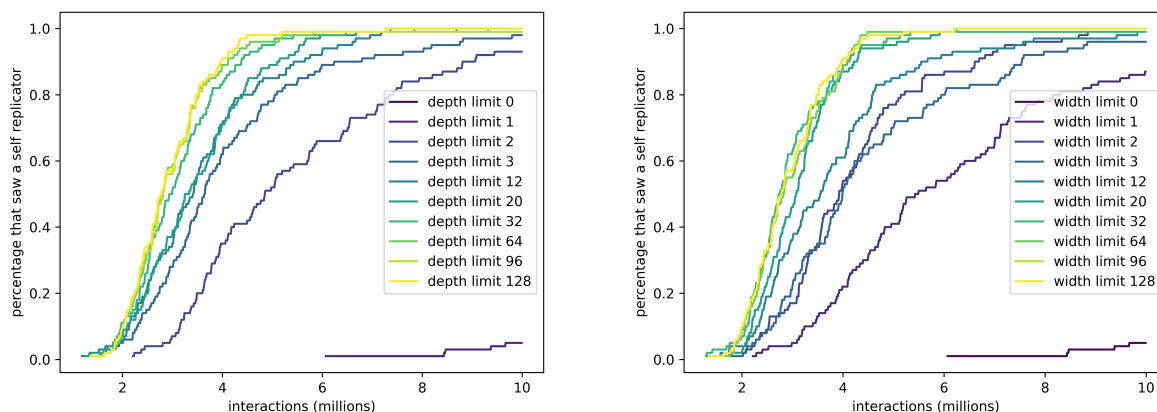 percentage that saw a self replicator
1.0
0.8
0.6
0.4
0.2
0.0
2
4
6
8
10
interactions (millions)
depth limit 0
depth limit 1
depth limit 2
depth limit 3
depth limit 12
depth limit 20
depth limit 32
depth limit 64
depth limit 96
depth limit 128
percentage that saw a self replicator
1.0
0.8
0.6
0.4
0.2
0.0
2
4
6
8
10
interactions (millions)
width limit 0
width limit 1
width limit 2
width limit 3
width limit 12
width limit 20
width limit 32
width limit 64
width limit 96
width limit 128